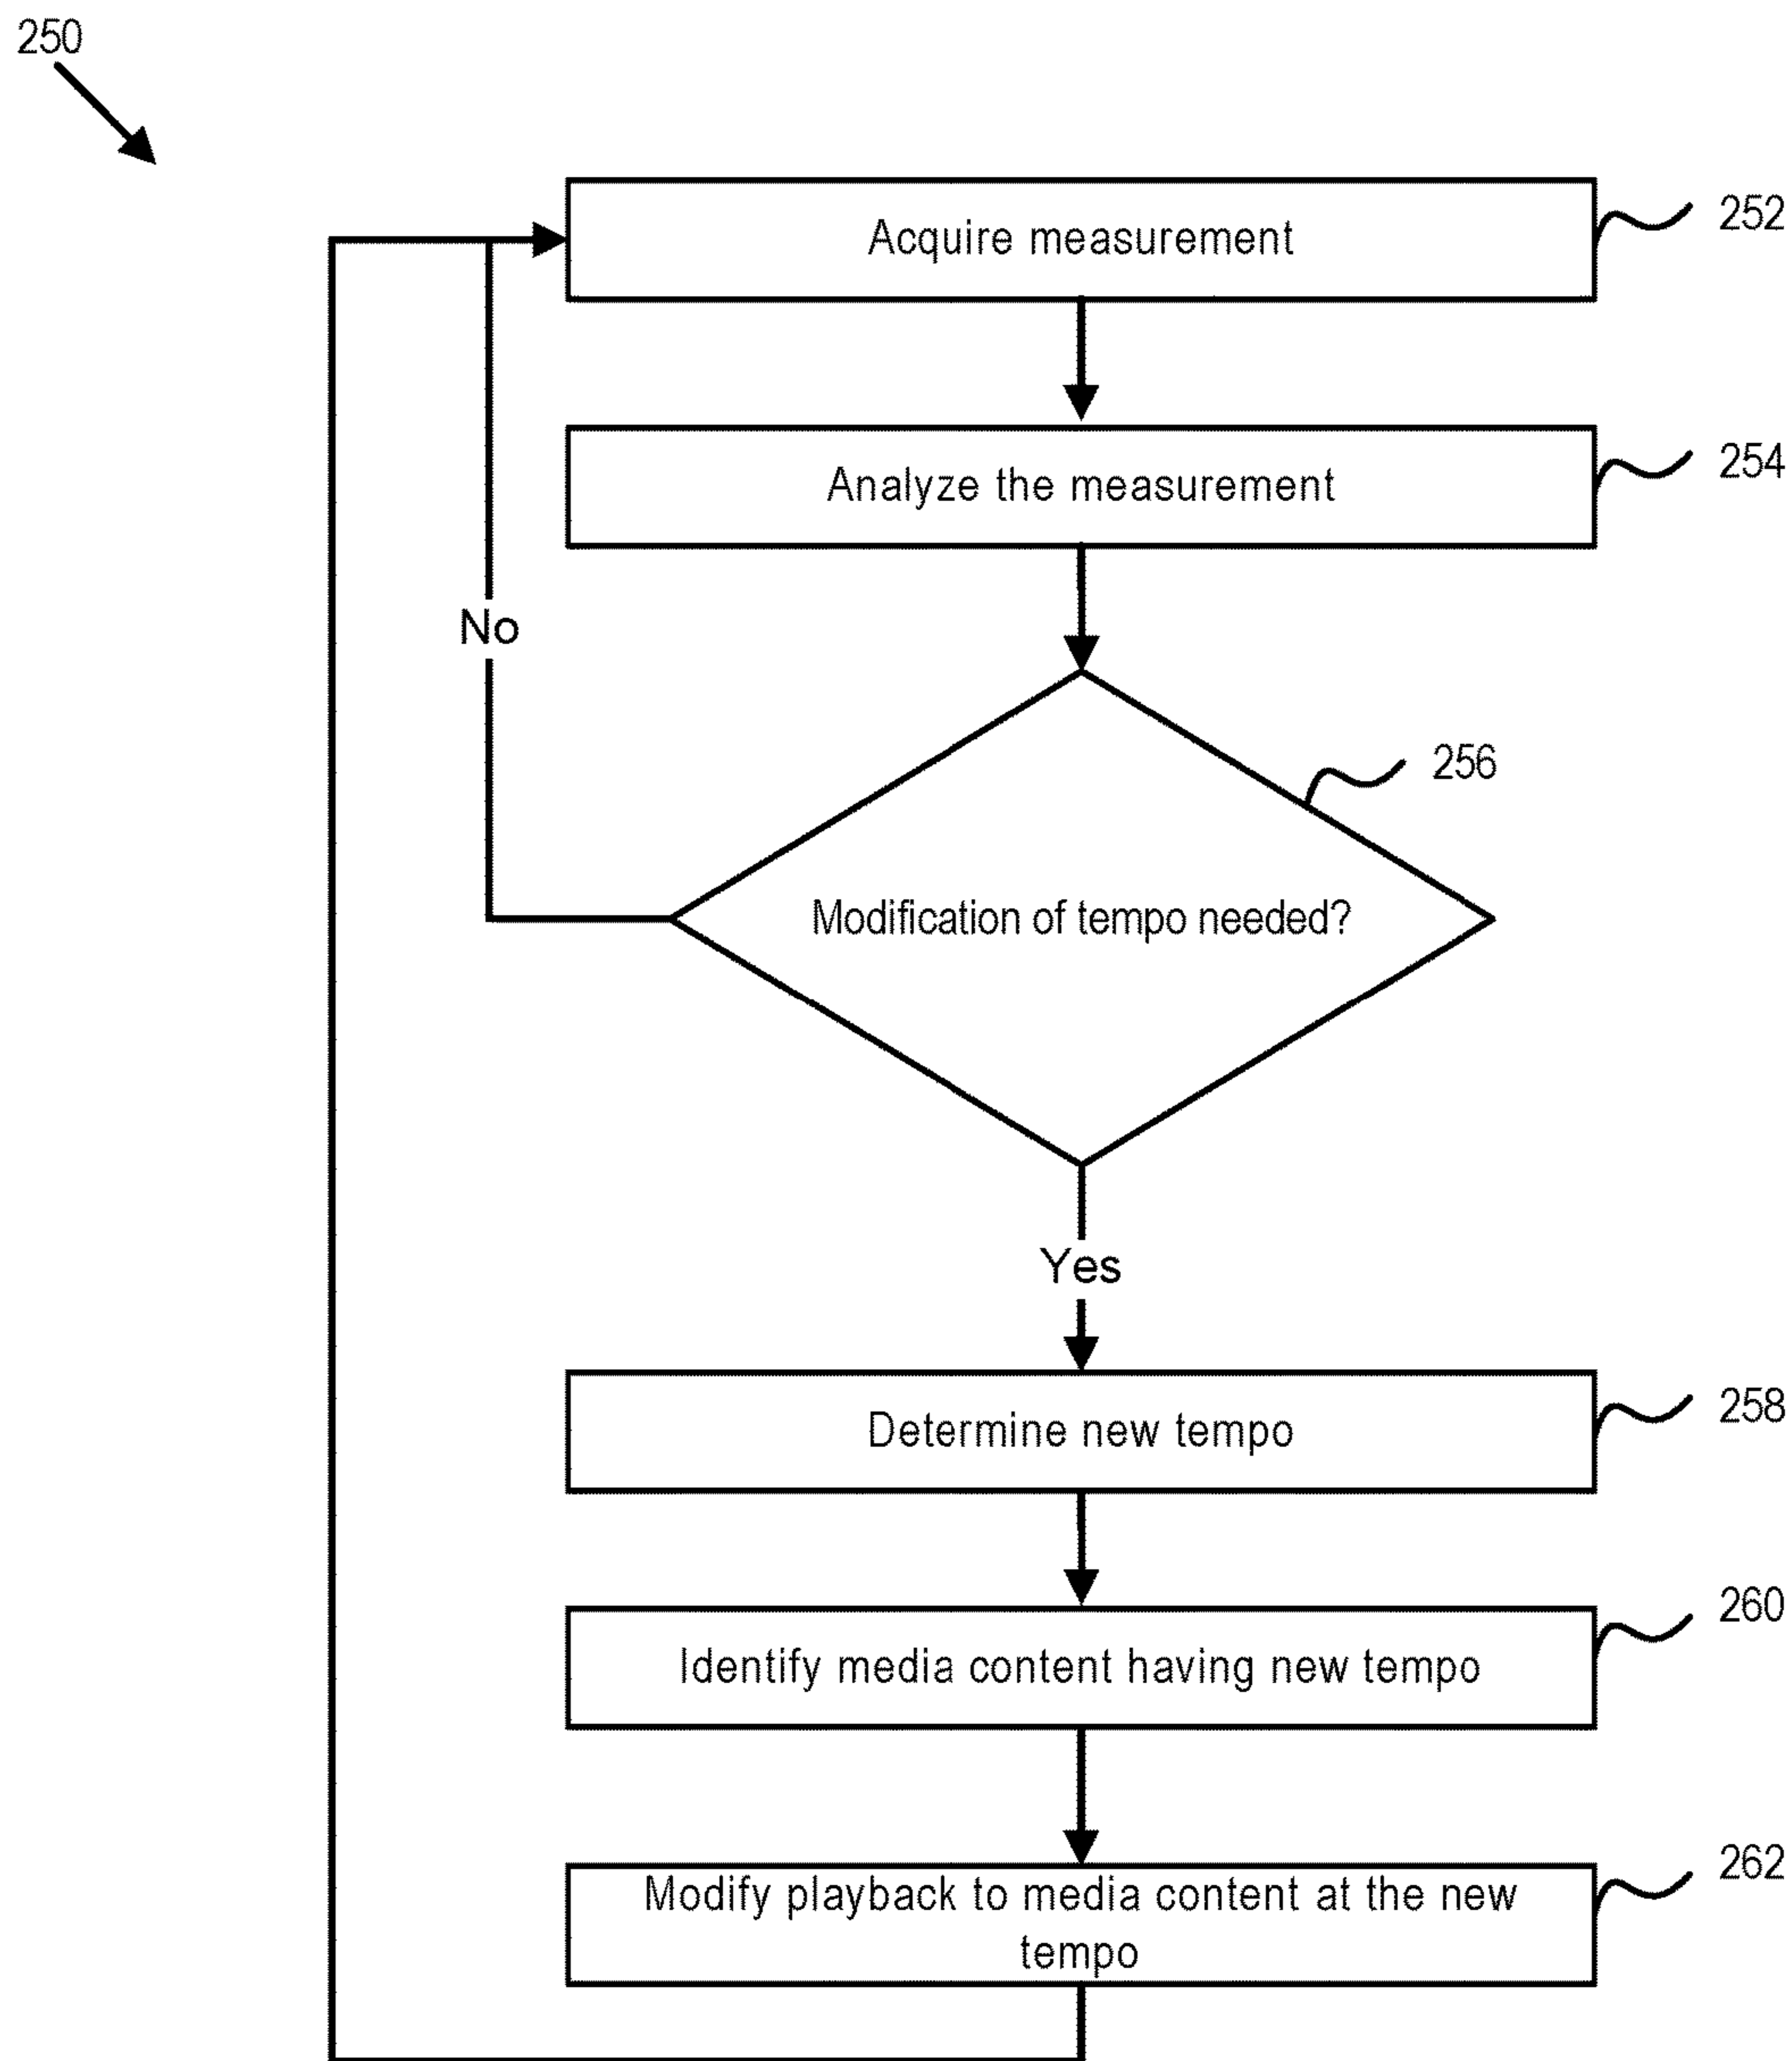 250
Acquire measurement
252
Analyze the measurement
254
No
256
Modification of tempo needed?
Yes
Determine new tempo
258
Identify media content having new tempo
260
Modify playback to media content at the new
tempo
262